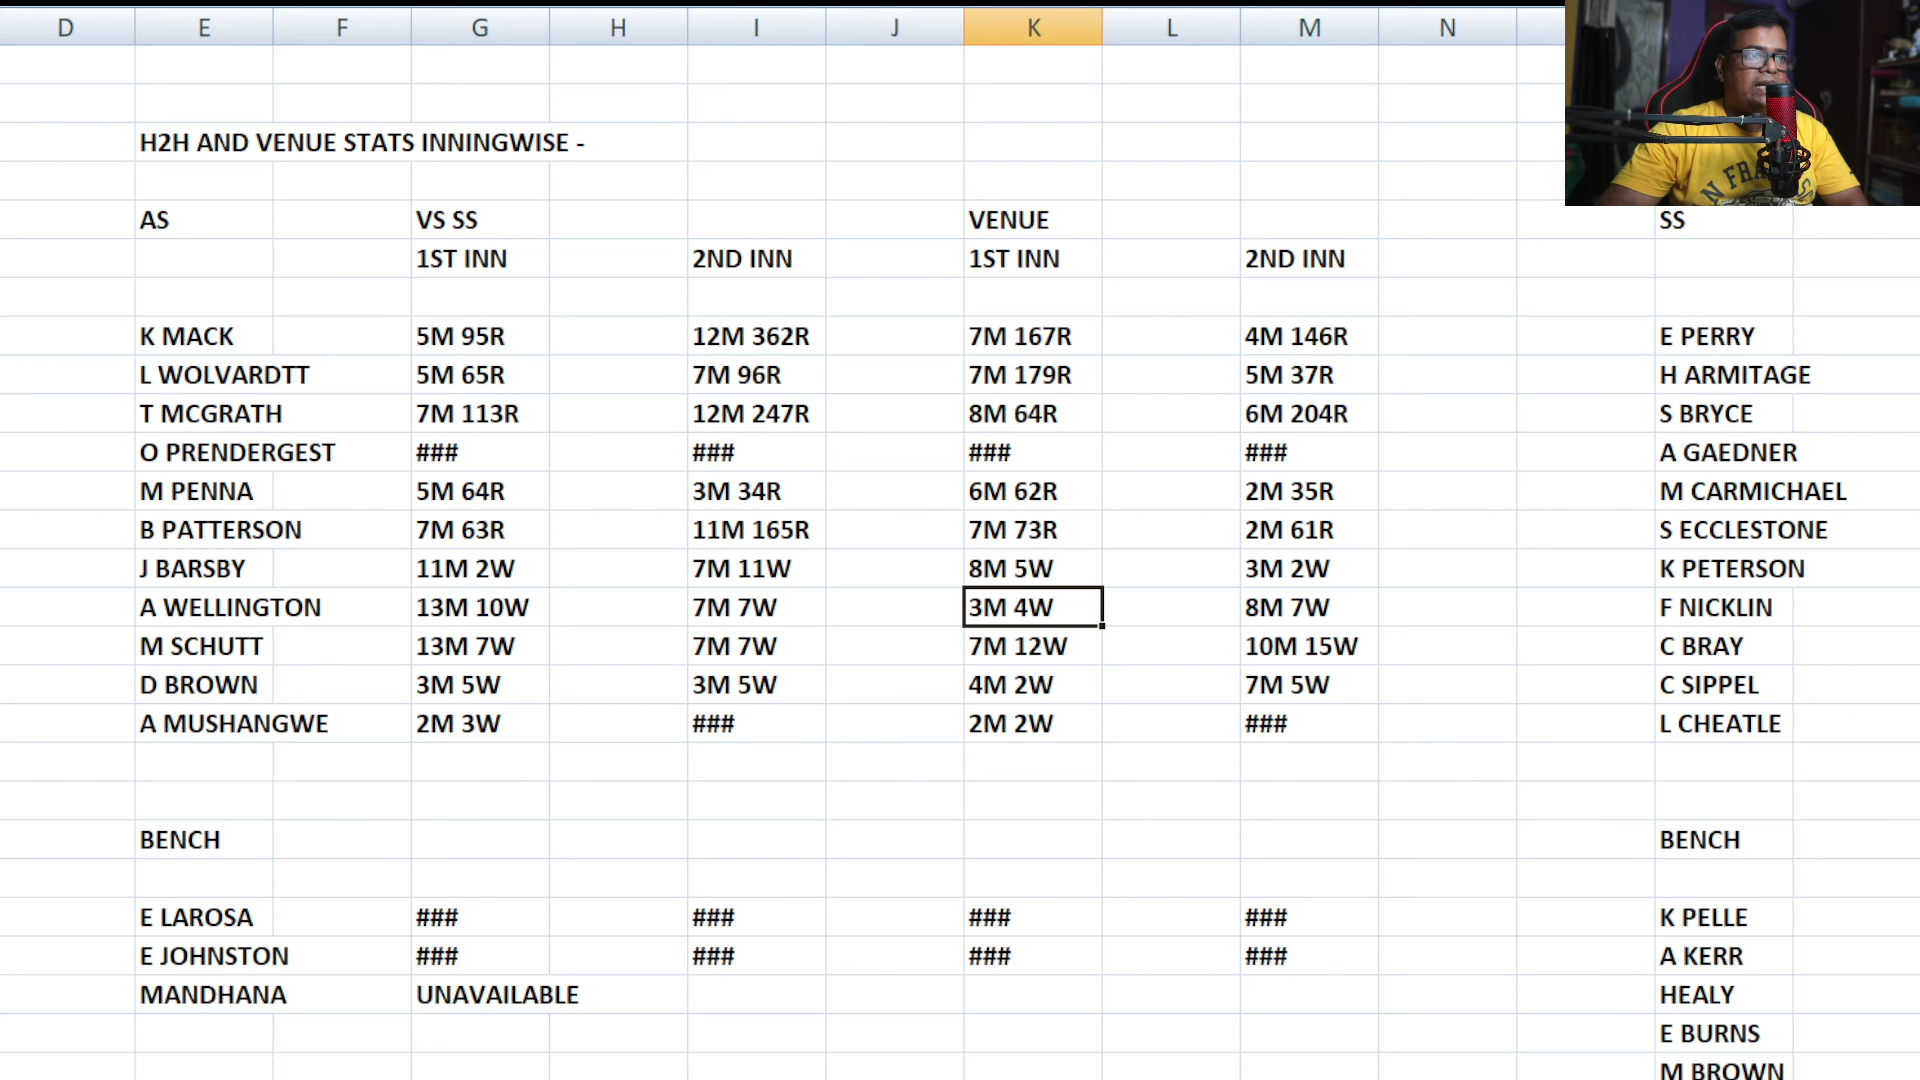 D E F G H I J K L M N
H2H AND VENUE STATS INNINGWISE -
AS VS SS VENUE SS
1ST INN 2ND INN 1ST INN 2ND INN
K MACK 5M 95R 12M 362R 7M 167R 4M 146R E PERRY
L WOLVARDTT 5M 65R 7M 96R 7M 179R 5M 37R H ARMITAGE
T MCGRATH 7M 113R 12M 247R 8M 64R 6M 204R S BRYCE
O PRENDERGEST ### ### ### ### A GAEDNER
M PENNA 5M 64R 3M 34R 6M 62R 2M 35R M CARMICHAEL
B PATTERSON 7M 63R 11M 165R 7M 73R 2M 61R S ECCLESTONE
J BARSBY 11M 2W 7M 11W 8M 5W 3M 2W K PETERSON
A WELLINGTON 13M 10W 7M 7W 3M 4W 8M 7W F NICKLIN
M SCHUTT 13M 7W 7M 7W 7M 12W 10M 15W C BRAY
D BROWN 3M 5W 3M 5W 4M 2W 7M 5W C SIPPEL
A MUSHANGWE 2M 3W ### 2M 2W ### L CHEATLE
BENCH BENCH
E LAROSA ### ### ### ### K PELLE
E JOHNSTON ### ### ### ### A KERR
MANDHANA UNAVAILABLE HEALY
E BURNS
M BROWN